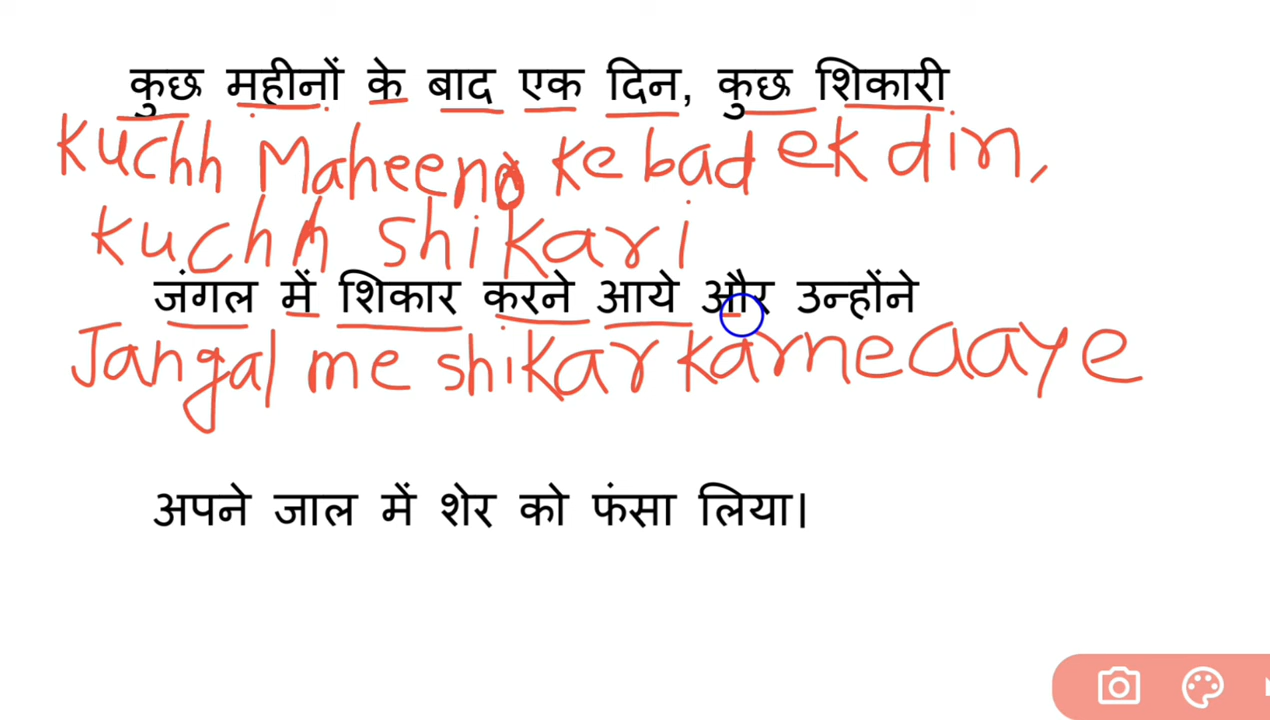 कुछ महीनों के बाद एक दिन, कुछ शिकारी
Kuchh Maheeno ke bad ek din,
kuchh shikari
जंगल में शिकार करने आये और उन्होंने
Jangal me shikar karne aaye
अपने जाल में शेर को फंसा लिया।